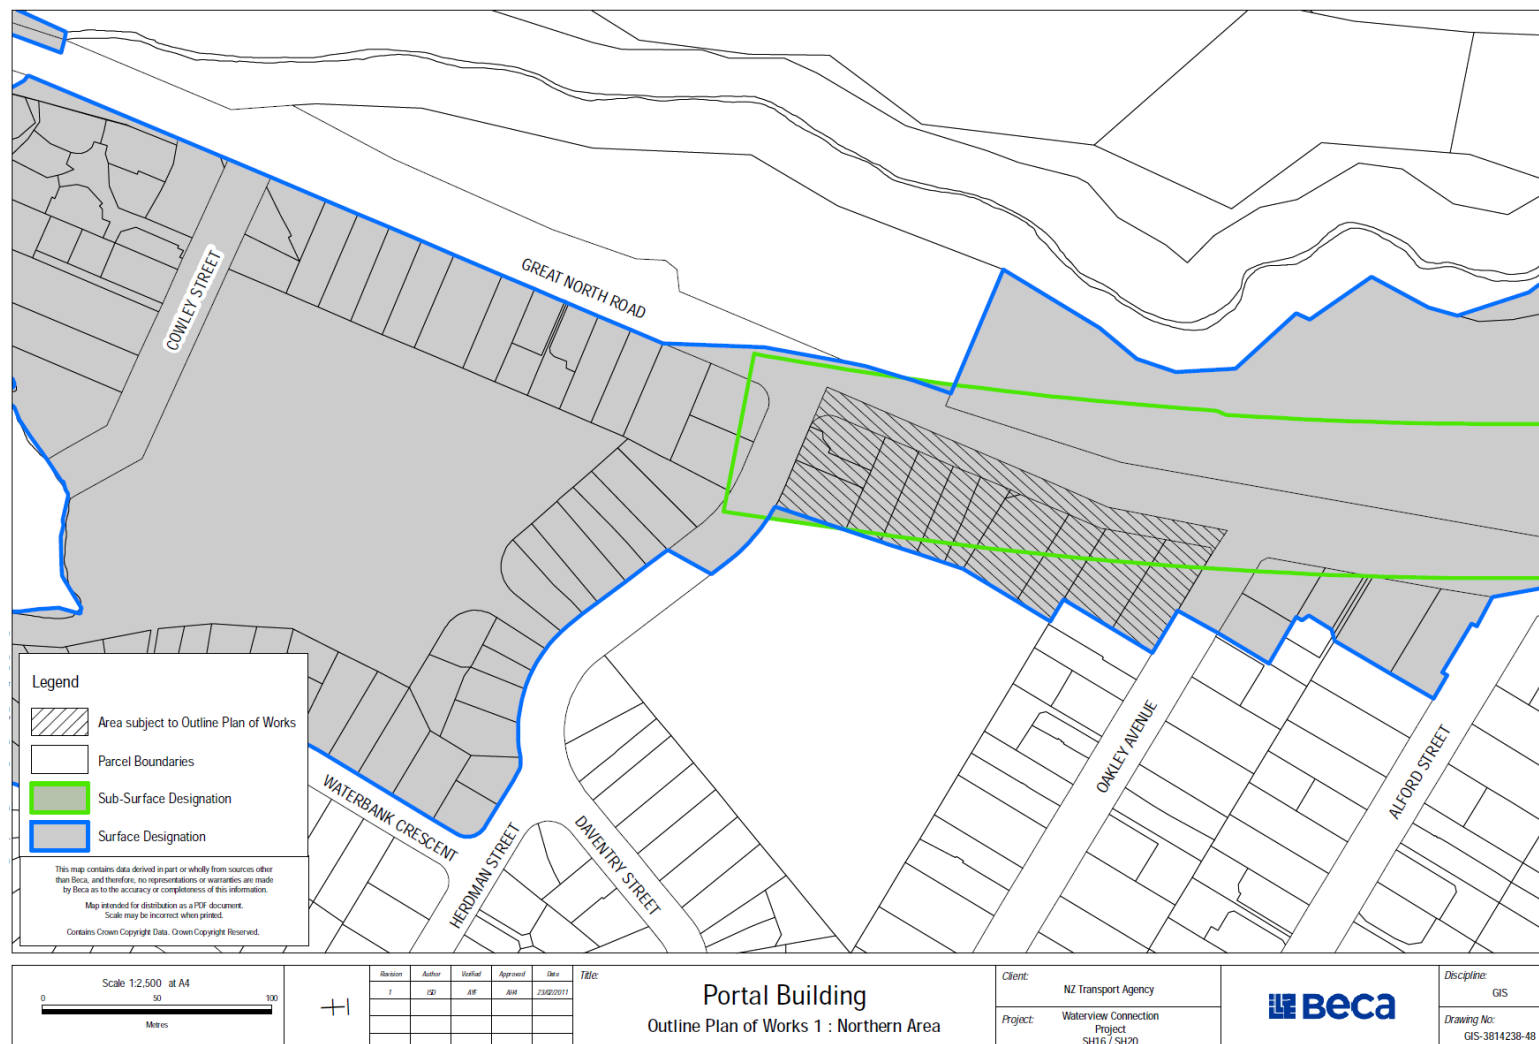 GREAT NORTH ROAD
COWLEY STREET
OAKLEY AVENUE
ALFORD STREET
WATERBANK CRESCENT
HERDMAN STREET
DAVENTRY STREET
Legend
Area subject to Outline Plan of Works
Parcel Boundaries
Sub-Surface Designation
Surface Designation
This map contains data derived in part or wholly from sources other
than Beca, and therefore, no representations or warranties are made
by Beca as to the accuracy or completeness of this information.
Map intended for distribution as a PDF document.
Scale may be incorrect when printed.
Contains Crown Copyright Data. Crown Copyright Reserved.
Scale 1:2,500 at A4
0 50 100
Metres
Revision Author Verified Approved Date
1 23/02/2011
Title:
Portal Building
Outline Plan of Works 1 : Northern Area
Client:
NZ Transport Agency
Project:
Waterview Connection
Project
SH16 / SH20
Beca
Discipline:
GIS
Drawing No:
GIS-3814238-48